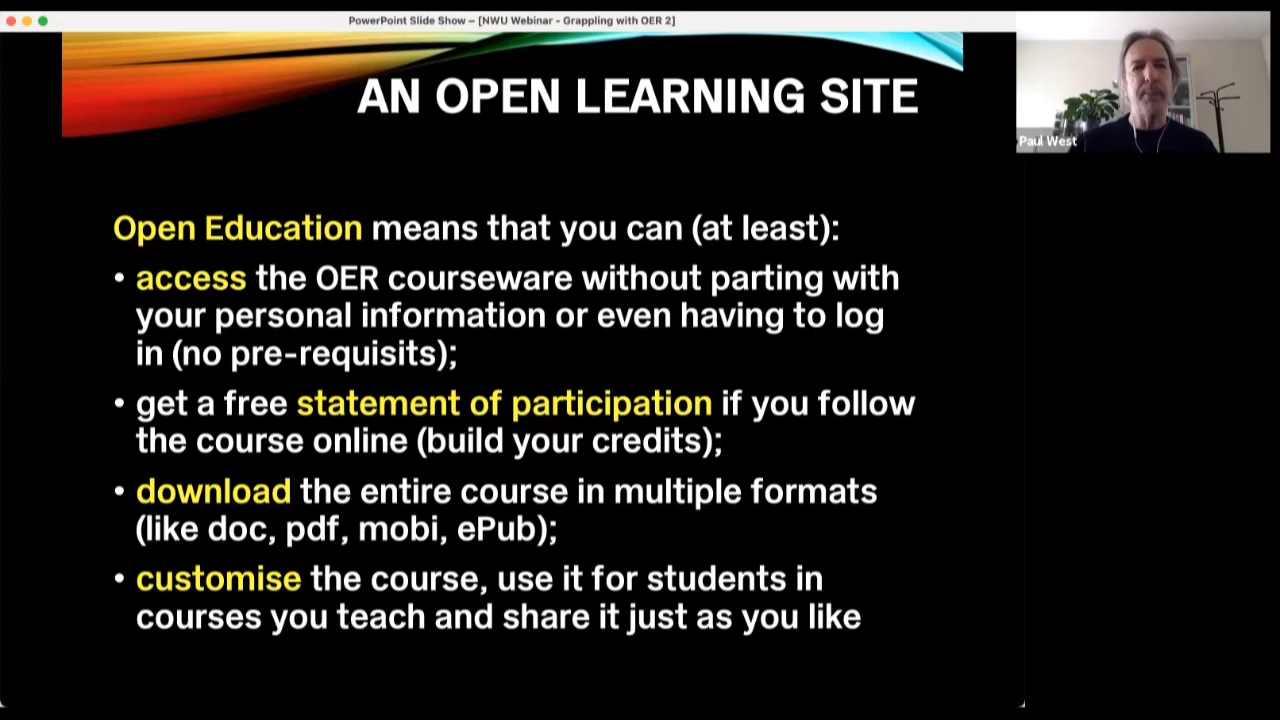 PowerPoint Slide Show – [NWU Webinar - Grappling with OER 2]
AN OPEN LEARNING SITE
Paul West
Open Education means that you can (at least):
• access the OER courseware without parting with
your personal information or even having to log
in (no pre-requisits);
• get a free statement of participation if you follow
the course online (build your credits);
• download the entire course in multiple formats
(like doc, pdf, mobi, ePub);
• customise the course, use it for students in
courses you teach and share it just as you like